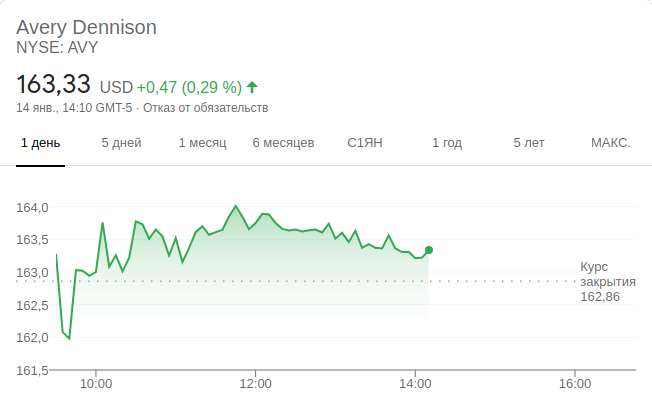 Avery Dennison
NYSE: AVY
163,33 USD +0,47 (0,29 %)
14 янв., 14:10 GMT-5 · Отказ от обязательств
1 день 5 дней 1 месяц 6 месяцев С1ЯН 1 год 5 лет МАКС.
164,0
163,5
163,0
162,5
162,0
161,5
Курс
закрытия
162,86
10:00 12:00 14:00 16:00